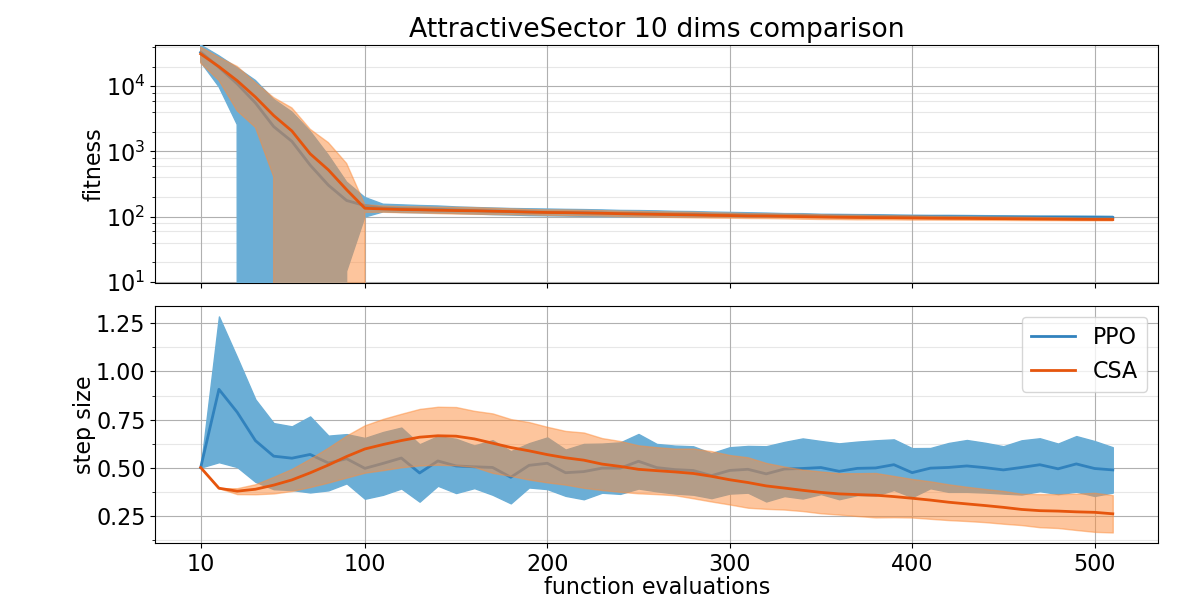 AttractiveSector 10 dims comparison
fitness
10⁴
10³
10²
10¹
step size
1.25
1.00
0.75
0.50
0.25
PPO
CSA
10 100 200 300 400 500
function evaluations